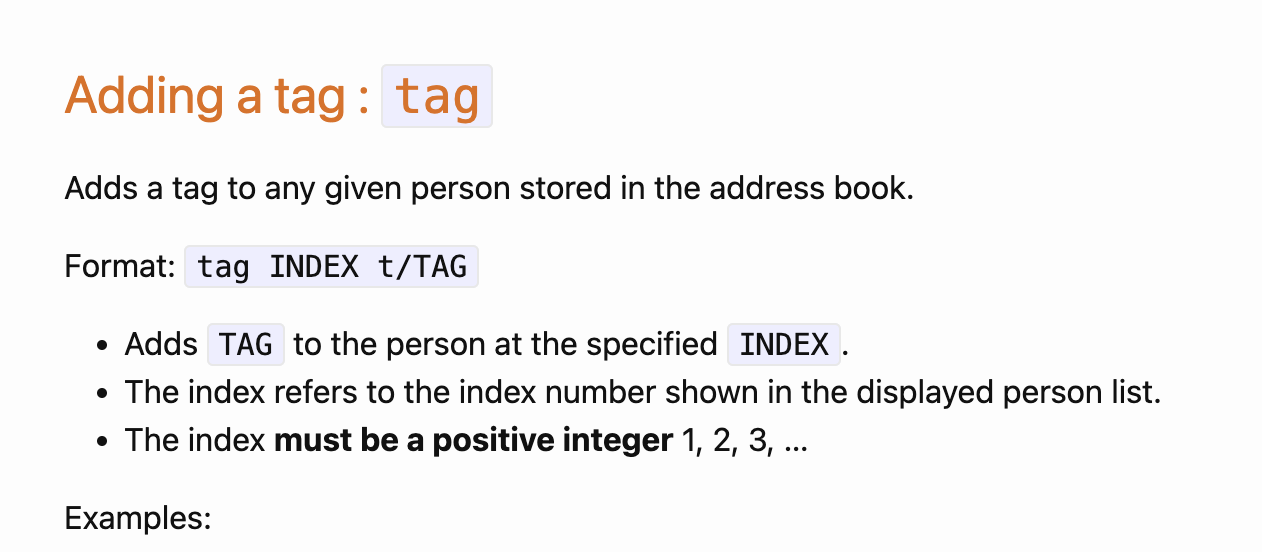 Adding a tag : tag
Adds a tag to any given person stored in the address book.
Format: tag INDEX t/TAG
• Adds TAG to the person at the specified INDEX.
• The index refers to the index number shown in the displayed person list.
• The index must be a positive integer 1, 2, 3, …
Examples: